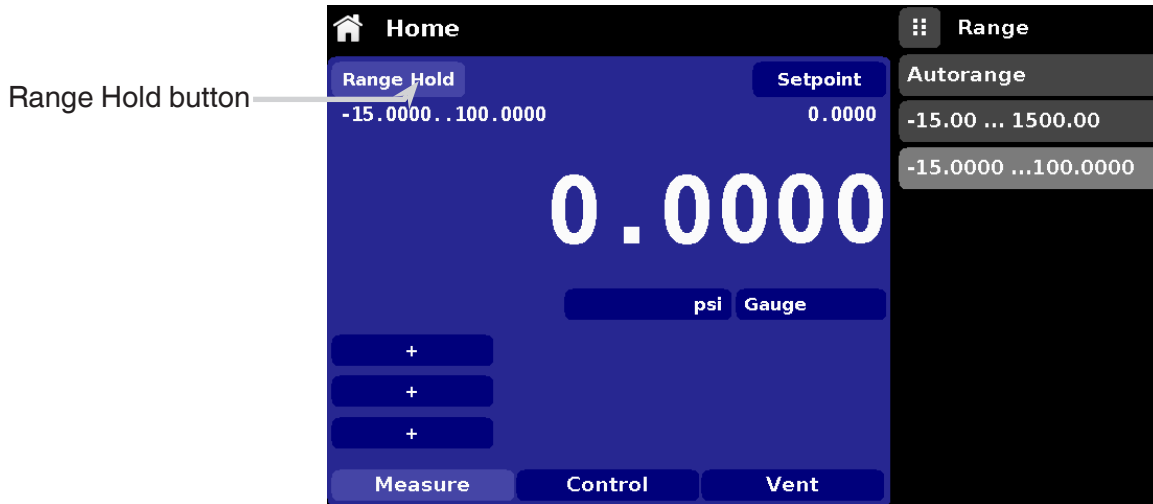 Home
Range
Range Hold button
Range Hold
Setpoint
Autorange
-15.0000..100.0000
0.0000
-15.00 ... 1500.00
-15.0000 ...100.0000
0.0000
psi
Gauge
+
+
+
Measure
Control
Vent